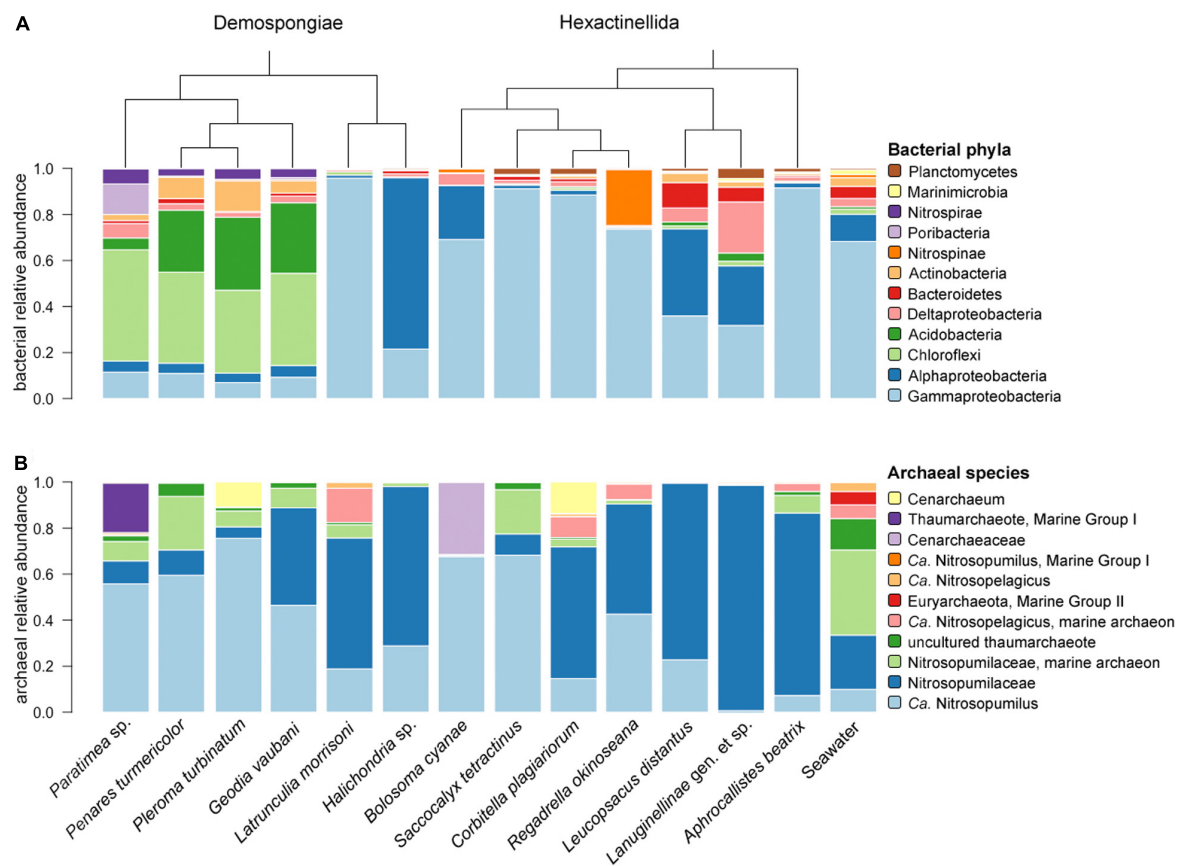 A
Demospongiae
Hexactinellida
bacterial relative abundance
1.0
0.8
0.6
0.4
0.2
0.0
Bacterial phyla
Planctomycetes
Marinimicrobia
Nitrospirae
Poribacteria
Nitrospinae
Actinobacteria
Bacteroidetes
Deltaproteobacteria
Acidobacteria
Chloroflexi
Alphaproteobacteria
Gammaproteobacteria
B
archaeal relative abundance
1.0
0.8
0.6
0.4
0.2
0.0
Archaeal species
Cenarchaeum
Thaumarchaeote, Marine Group I
Cenarchaeaceae
Ca. Nitrosopumilus, Marine Group I
Ca. Nitrosopelagicus
Euryarchaeota, Marine Group II
Ca. Nitrosopelagicus, marine archaeon
uncultured thaumarchaeote
Nitrosopumilaceae, marine archaeon
Nitrosopumilaceae
Ca. Nitrosopumilus
Paratimea sp.
Penares turmericolor
Pleroma turbinatum
Geodia vaubani
Latrunculia morrisoni
Halichondria sp.
Bolosoma cyanae
Saccocalyx tetractinus
Corbitella plagiariorum
Regadrella okinoseana
Leucopsacus distantus
Lanuginellinae gen. et sp.
Aphrocallistes beatrix
Seawater